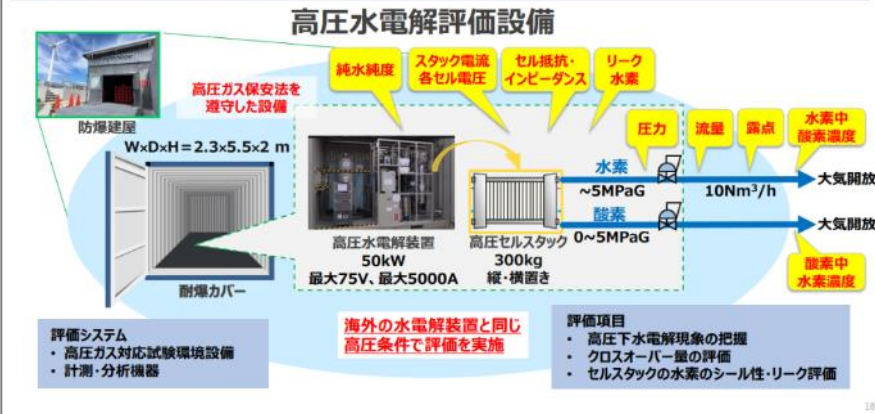 高圧水電解評価設備
純水純度
スタック電流
各セル電圧
セル抵抗・
インピーダンス
リーク
水素
高圧ガス保安法を
遵守した設備
防爆建屋
W×D×H=2.3×5.5×2 m
圧力
流量
露点
水素中
酸素濃度
水素
~5MPaG
10Nm³/h
大気開放
酸素
0~5MPaG
大気開放
酸素中
水素濃度
高圧水電解装置
50kW
最大75V、最大5000A
高圧セルスタック
300kg
縦・横置き
耐爆カバー
海外の水電解装置と同じ
高圧条件で評価を実施
評価システム
• 高圧ガス対応試験環境設備
• 計測・分析機器
評価項目
• 高圧下水電解現象の把握
• クロスオーバー量の評価
• セルスタックの水素のシール性・リーク評価
18